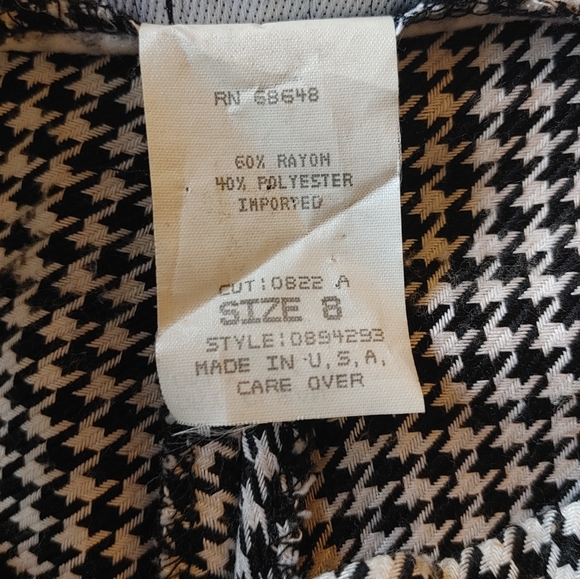 RN 68648
60% RAYON
40% POLYESTER
IMPORTED
CUT:0822 A
SIZE 8
STYLE:0894293
MADE IN U.S.A.
CARE OVER